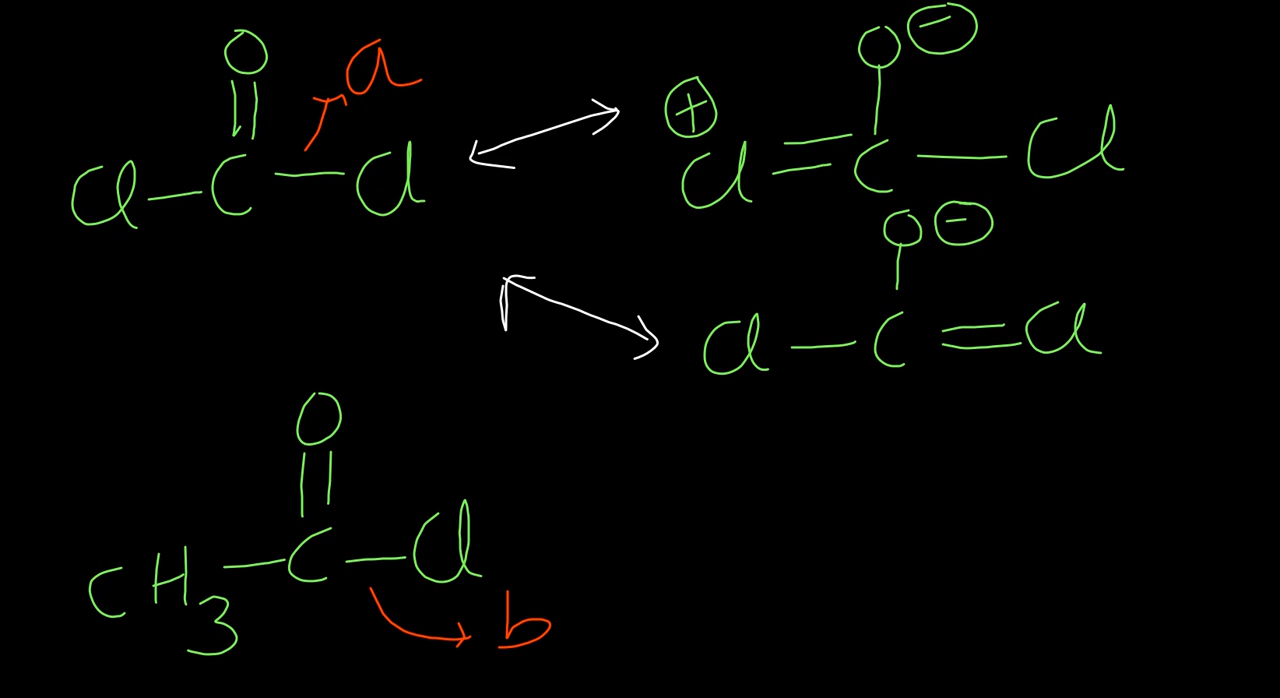 O a
Cl — C — Cl
⊕ O ⊖
Cl = C — Cl
O ⊖
Cl — C = Cl
O
CH3 — C — Cl
b